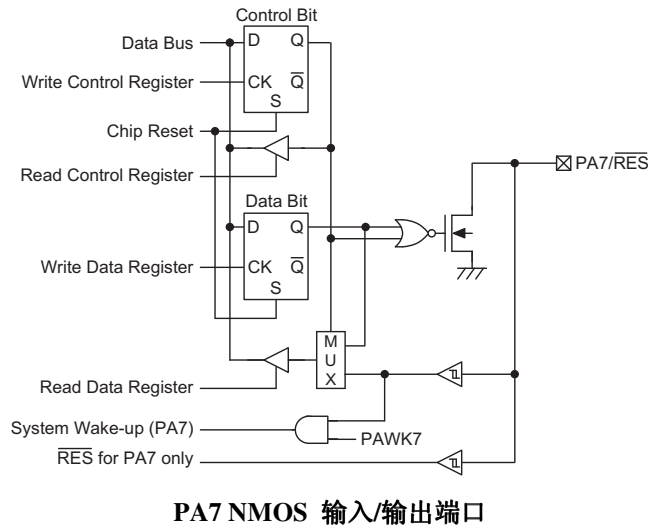 Control Bit
Data Bus
D
Q
Write Control Register
CK
Q̅
S
Chip Reset
Read Control Register
PA7/R̅E̅S̅
Data Bit
D
Q
Write Data Register
CK
Q̅
S
M
U
X
Read Data Register
System Wake-up (PA7)
PAWK7
R̅E̅S̅ for PA7 only
PA7 NMOS 输入/输出端口